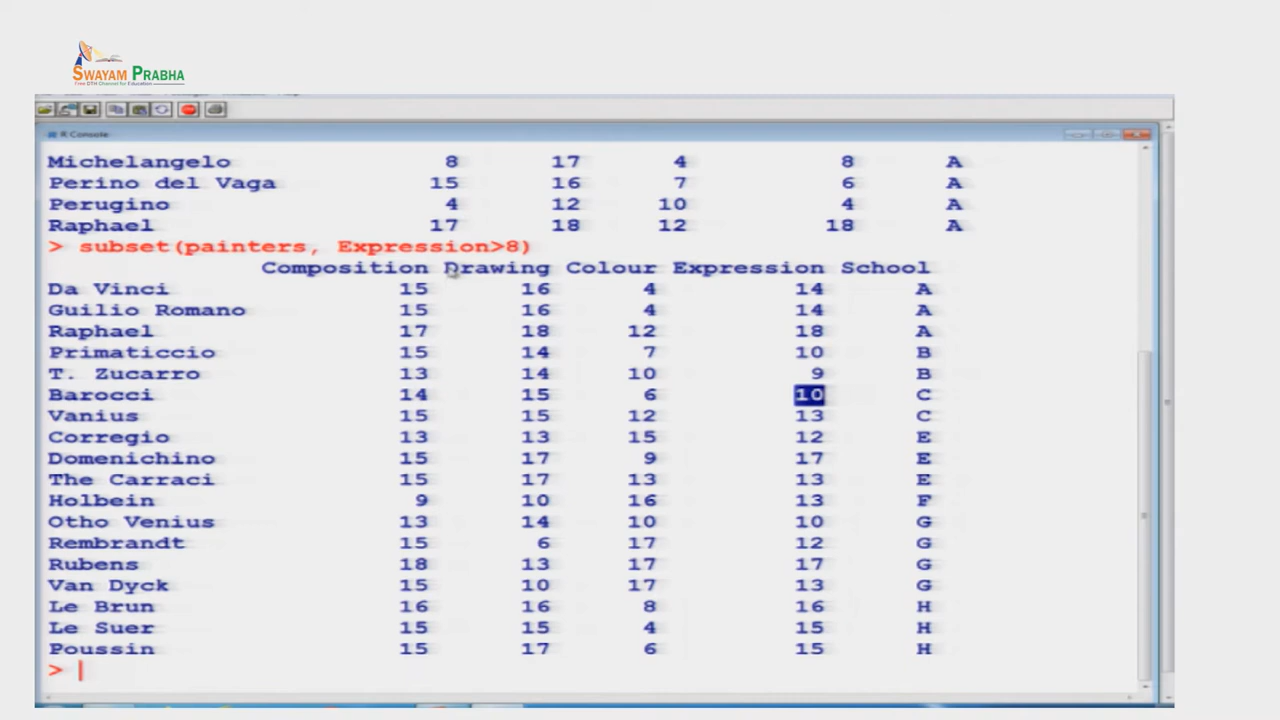 SWAYAM PRABHA
Free DTH Channel for Education
R Console
Michelangelo 8 17 4 8 A
Perino del Vaga 15 16 7 6 A
Perugino 4 12 10 4 A
Raphael 17 18 12 18 A
> subset(painters, Expression>8)
Composition Drawing Colour Expression School
Da Vinci 15 16 4 14 A
Guilio Romano 15 16 4 14 A
Raphael 17 18 12 18 A
Primaticcio 15 14 7 10 B
T. Zucarro 13 14 10 9 B
Barocci 14 15 6 10 C
Vanius 15 15 12 13 C
Corregio 13 13 15 12 E
Domenichino 15 17 9 17 E
The Carraci 15 17 13 13 E
Holbein 9 10 16 13 F
Otho Venius 13 14 10 10 G
Rembrandt 15 6 17 12 G
Rubens 18 13 17 17 G
Van Dyck 15 10 17 13 G
Le Brun 16 16 8 16 H
Le Suer 15 15 4 15 H
Poussin 15 17 6 15 H
>